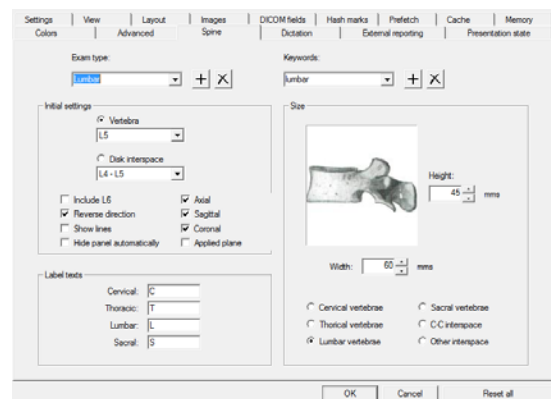 Settings View Layout Images DICOM fields Hash marks Prefetch Cache Memory
Colors Advanced Spine Dictation External reporting Presentation state
Exam type:
Lumbar
Keywords:
lumbar
Initial settings
Vertebra
L5
Disk interspace
L4 - L5
Include L6
Axial
Reverse direction
Sagittal
Show lines
Coronal
Hide panel automatically
Applied plane
Label texts
Cervical: C
Thoracic: T
Lumbar: L
Sacral: S
Size
Height:
45 mms
Width: 60 mms
Cervical vertebrae
Sacral vertebrae
Thorical vertebrae
C-C interspace
Lumbar vertebrae
Other interspace
OK Cancel Reset all